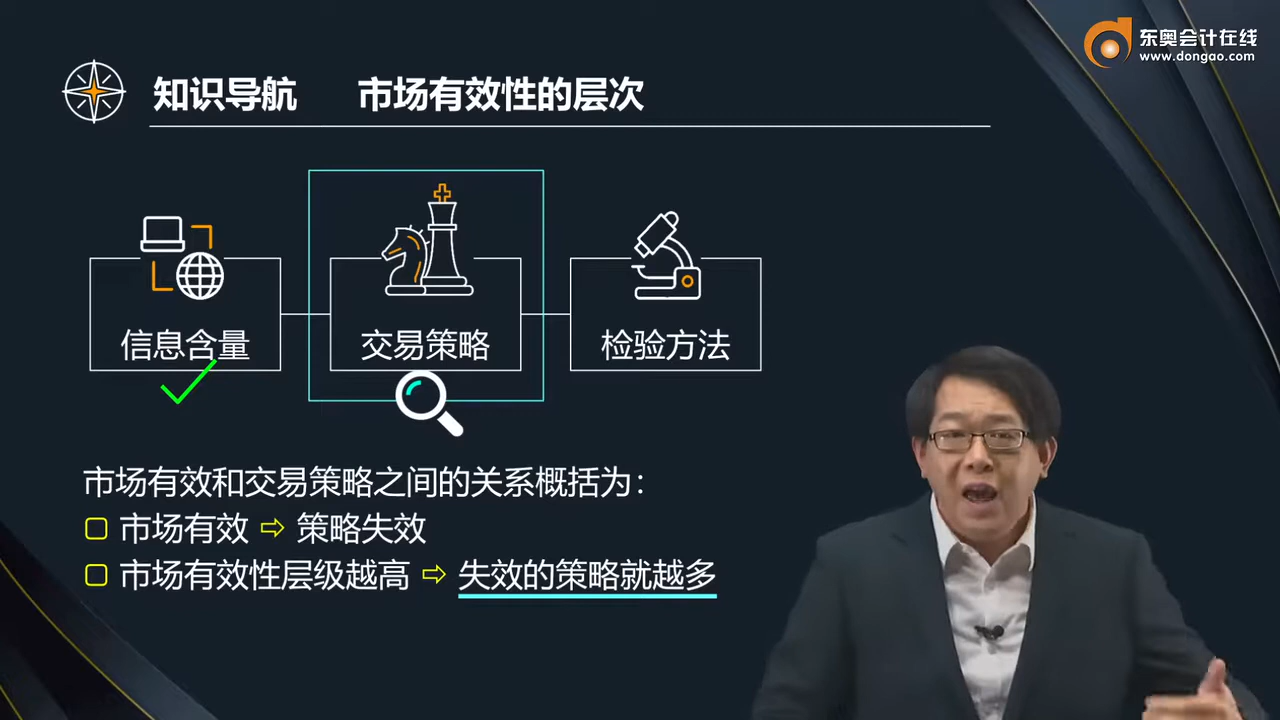 东奥会计在线
www.dongao.com
知识导航 市场有效性的层次
信息含量
交易策略
检验方法
市场有效和交易策略之间的关系概括为：
市场有效 ⇨ 策略失效
市场有效性层级越高 ⇨ 失效的策略就越多